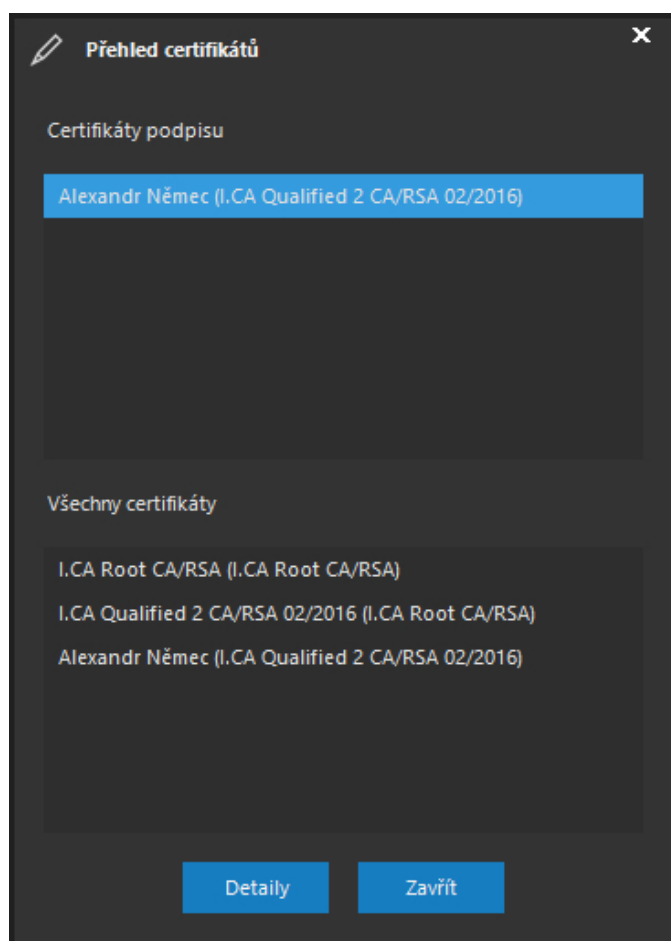 Přehled certifikátů
Certifikáty podpisu
Alexandr Němec (I.CA Qualified 2 CA/RSA 02/2016)
Všechny certifikáty
I.CA Root CA/RSA (I.CA Root CA/RSA)
I.CA Qualified 2 CA/RSA 02/2016 (I.CA Root CA/RSA)
Alexandr Němec (I.CA Qualified 2 CA/RSA 02/2016)
Detaily Zavřít